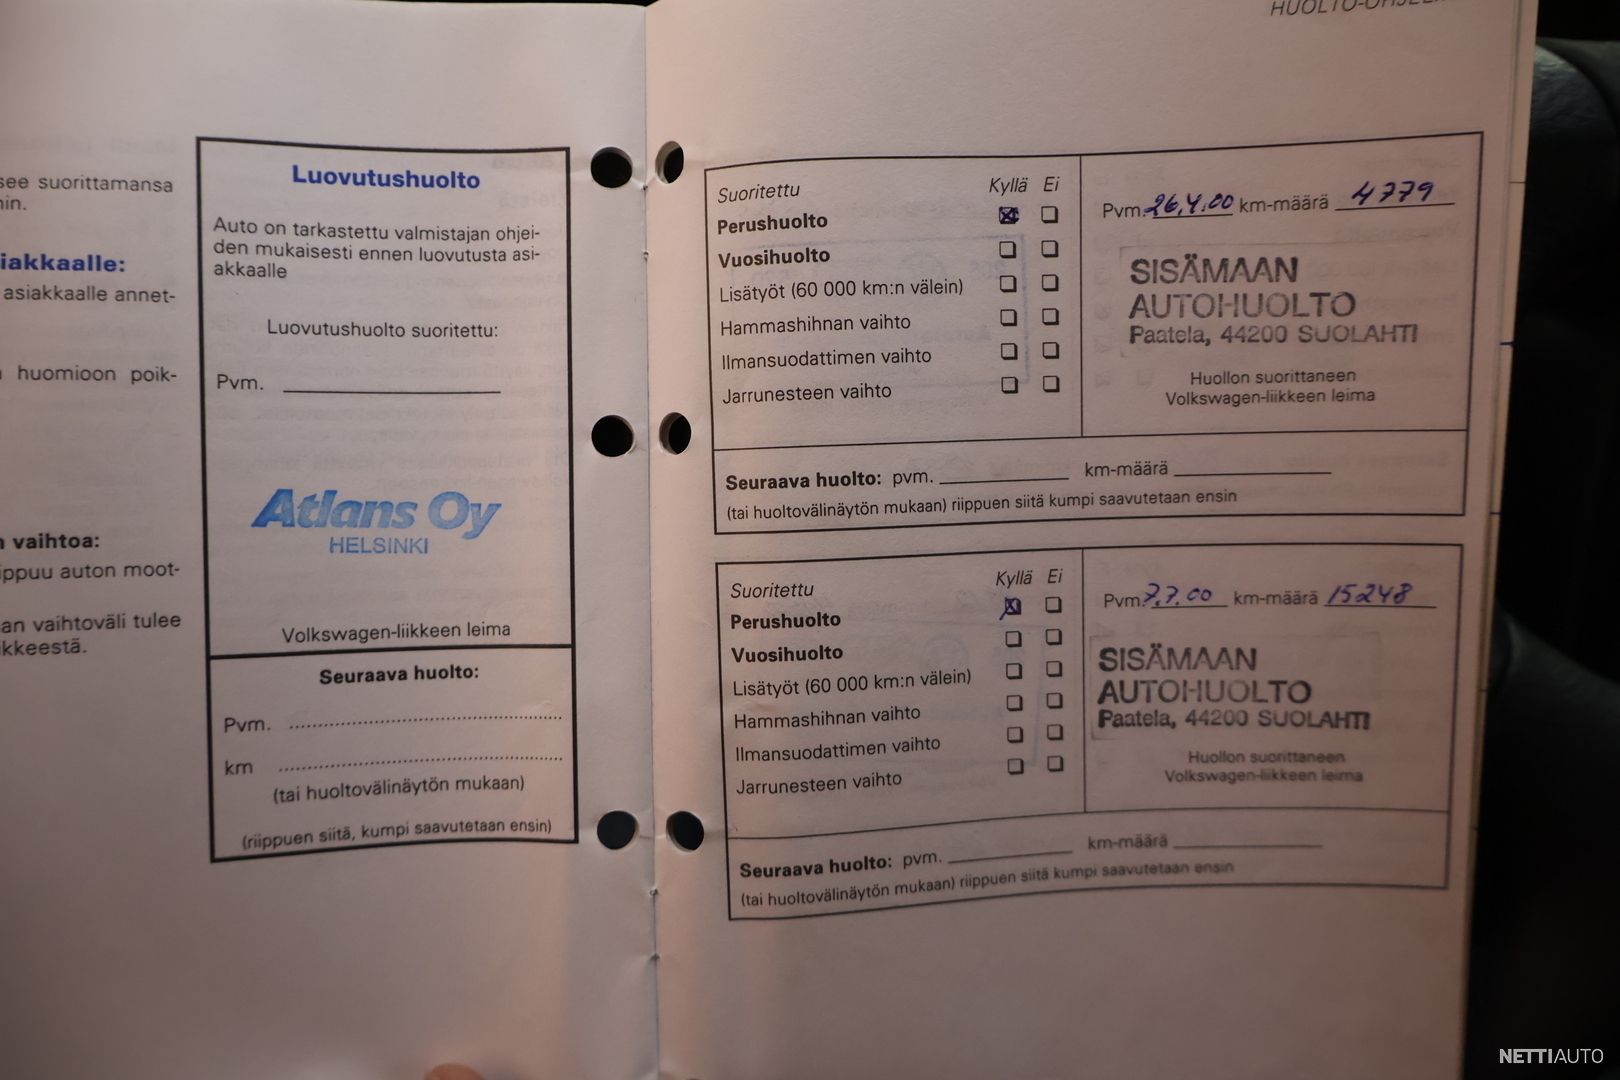 see suorittamansa
iakkaalle:
asiakkaalle annet-
huomioon poik-
vaihtoa:
ippuu auton moot-
an vaihtoväli tulee
ikkeestä.
Luovutushuolto
Auto on tarkastettu valmistajan ohjei-
den mukaisesti ennen luovutusta asi-
akkaalle
Luovutushuolto suoritettu:
Pvm.
Atlans Oy
HELSINKI
Volkswagen-liikkeen leima
Seuraava huolto:
Pvm.
km
(tai huoltovälinäytön mukaan)
(riippuen siitä, kumpi saavutetaan ensin)
Suoritettu Kyllä Ei
Perushuolto
Vuosihuolto
Lisätyöt (60 000 km:n välein)
Hammashihnan vaihto
Ilmansuodattimen vaihto
Jarrunesteen vaihto
Pvm. 26.4.00 km-määrä 4779
SISÄMAAN
AUTOHUOLTO
Paatela, 44200 SUOLAHTI
Huollon suorittaneen
Volkswagen-liikkeen leima
Seuraava huolto: pvm. km-määrä
(tai huoltovälinäytön mukaan) riippuen siitä kumpi saavutetaan ensin
Suoritettu Kyllä Ei
Perushuolto
Vuosihuolto
Lisätyöt (60 000 km:n välein)
Hammashihnan vaihto
Ilmansuodattimen vaihto
Jarrunesteen vaihto
Pvm. 7.7.00 km-määrä 15248
SISÄMAAN
AUTOHUOLTO
Paatela, 44200 SUOLAHTI
Huollon suorittaneen
Volkswagen-liikkeen leima
Seuraava huolto: pvm. km-määrä
(tai huoltovälinäytön mukaan) riippuen siitä kumpi saavutetaan ensin
NETTIAUTO